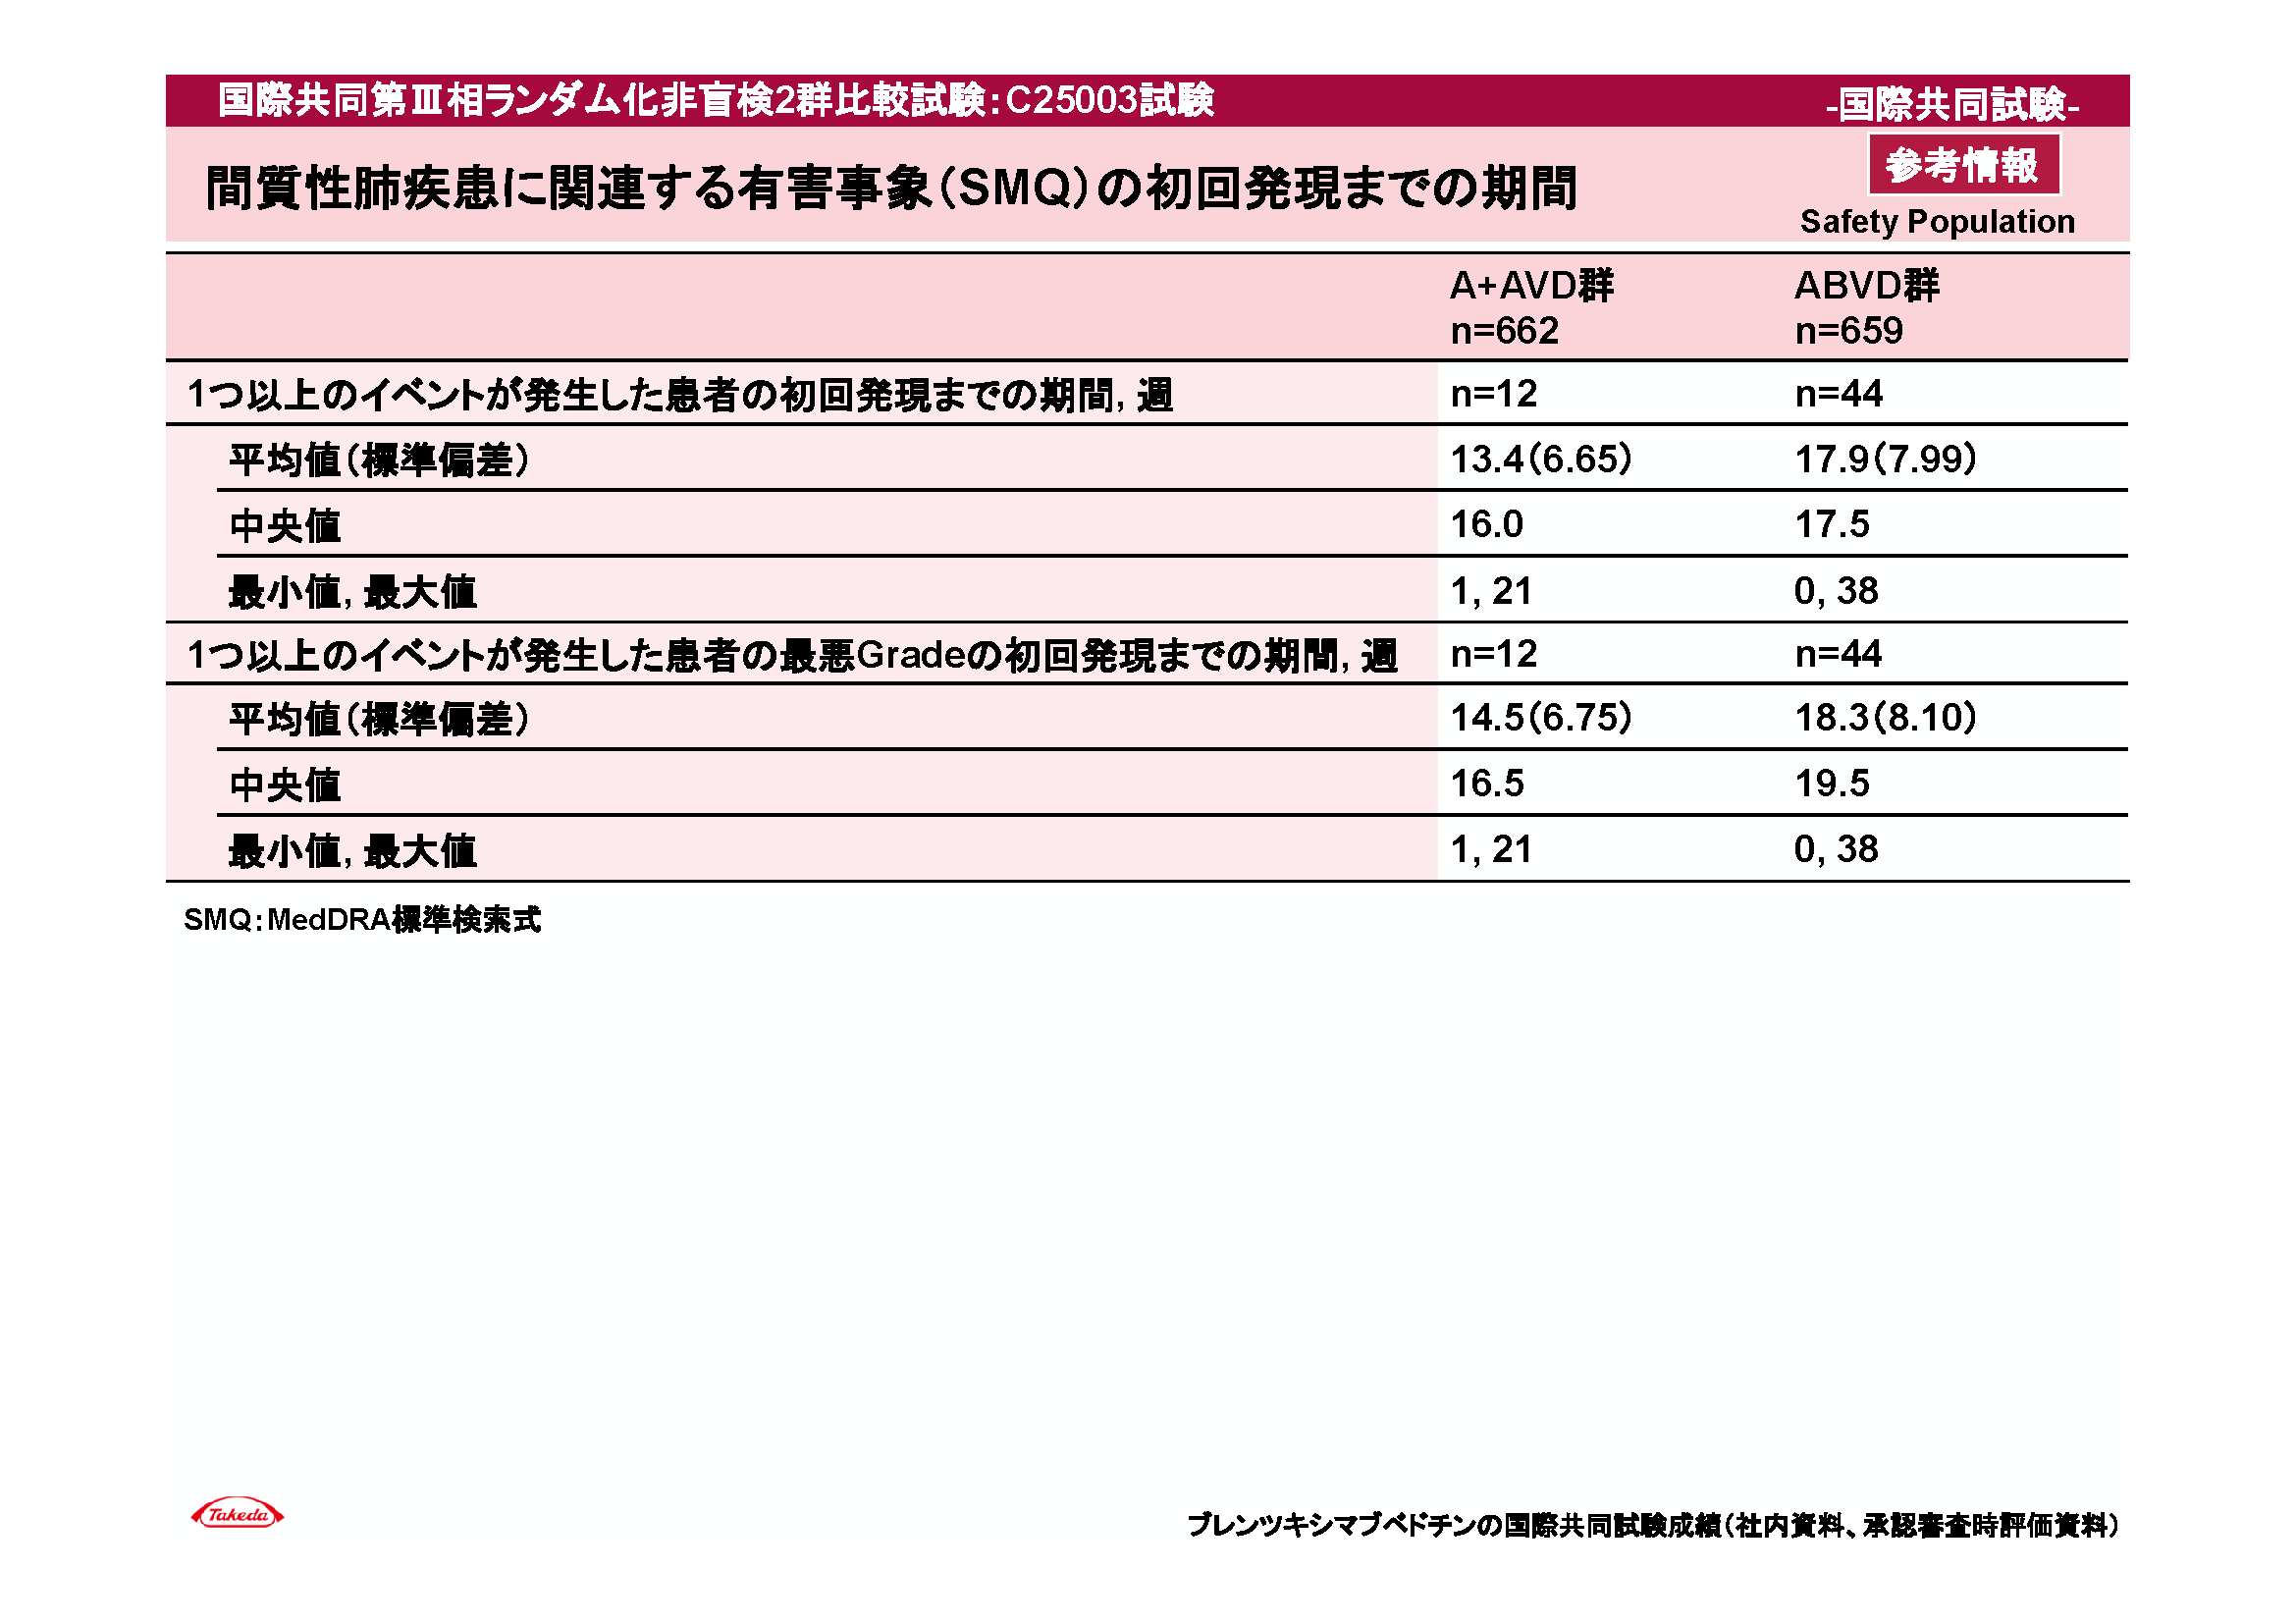 国際共同第Ⅲ相ランダム化非盲検2群比較試験：C25003試験
-国際共同試験-
間質性肺疾患に関連する有害事象（SMQ）の初回発現までの期間
参考情報
Safety Population
A+AVD群 ABVD群
n=662 n=659
1つ以上のイベントが発生した患者の初回発現までの期間, 週 n=12 n=44
平均値（標準偏差） 13.4（6.65） 17.9（7.99）
中央値 16.0 17.5
最小値, 最大値 1, 21 0, 38
1つ以上のイベントが発生した患者の最悪Gradeの初回発現までの期間, 週 n=12 n=44
平均値（標準偏差） 14.5（6.75） 18.3（8.10）
中央値 16.5 19.5
最小値, 最大値 1, 21 0, 38
SMQ：MedDRA標準検索式
Takeda
ブレンツキシマブベドチンの国際共同試験成績（社内資料、承認審査時評価資料）